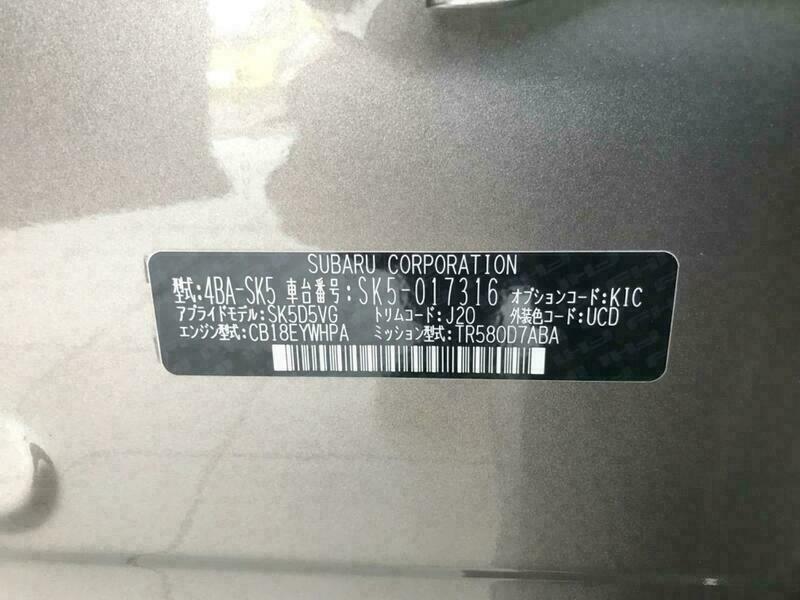 SUBARU CORPORATION
型式:4BA-SK5 車台番号:SK5-017316 オプションコード:KIC
アプライドモデル:SK5D5VG トリムコード:J20 外装色コード:UCD
エンジン型式:CB18EYWHPA ミッション型式:TR580D7ABA